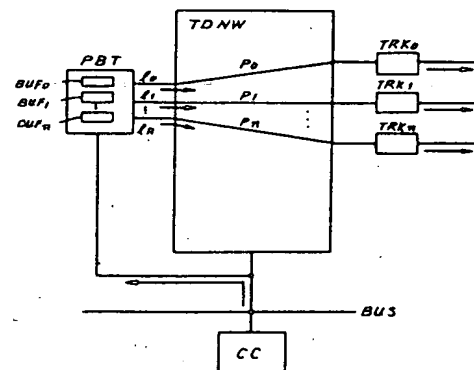 TDNW
PBT
BUF0
BUF1
BUFn
l0
l1
ln
P0
P1
Pn
TRK0
TRK1
TRKn
BUS
CC